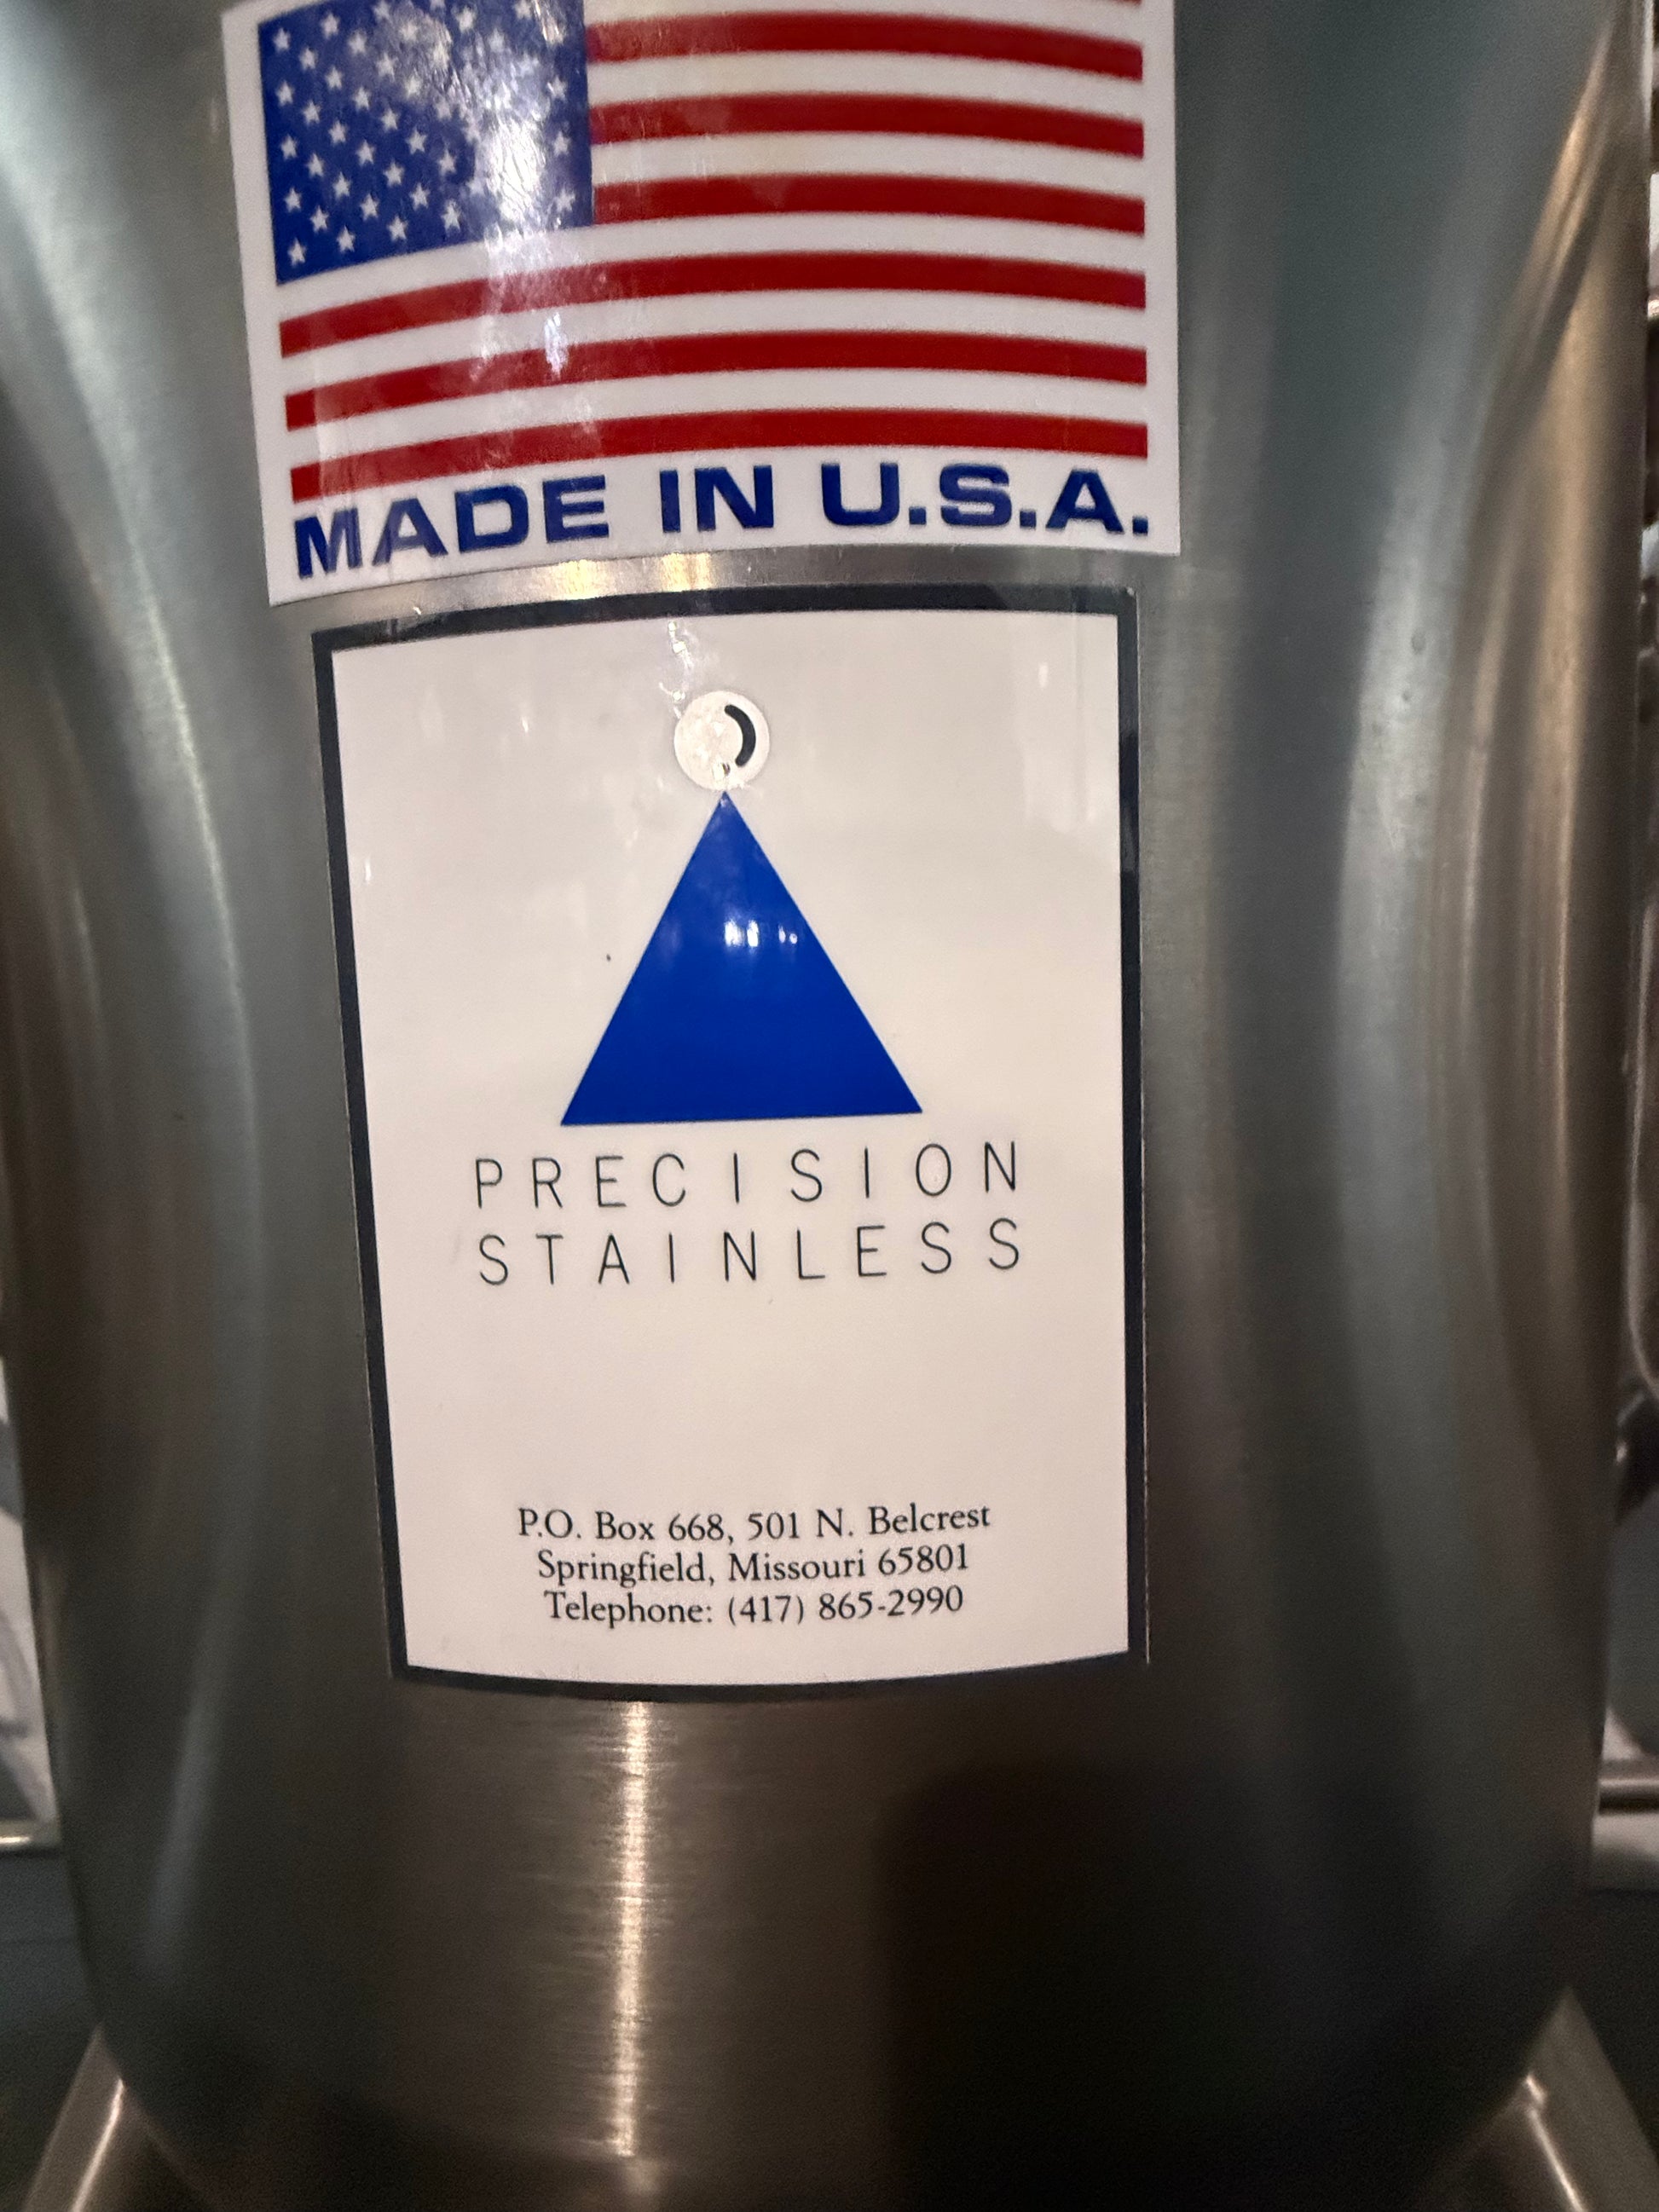 MADE IN U.S.A.
PRECISION
STAINLESS
P.O. Box 668, 501 N. Belcrest
Springfield, Missouri 65801
Telephone: (417) 865-2990